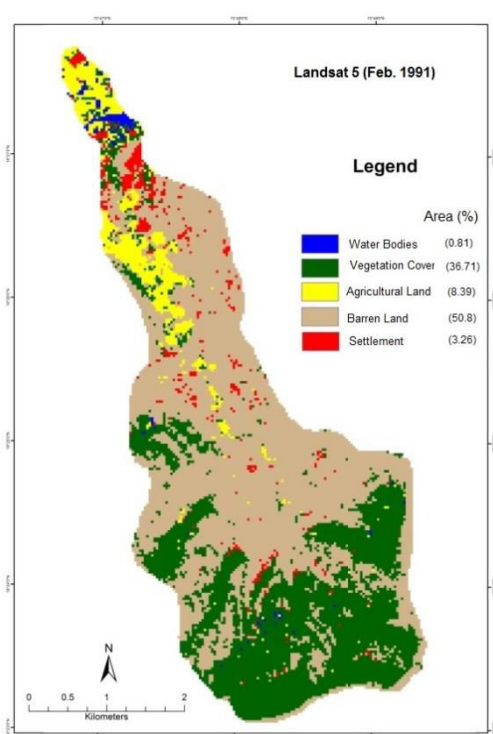 Landsat 5 (Feb. 1991)
Legend
Area (%)
Water Bodies (0.81)
Vegetation Cover (36.71)
Agricultural Land (8.39)
Barren Land (50.8)
Settlement (3.26)
N
0 0.5 1 2
Kilometers